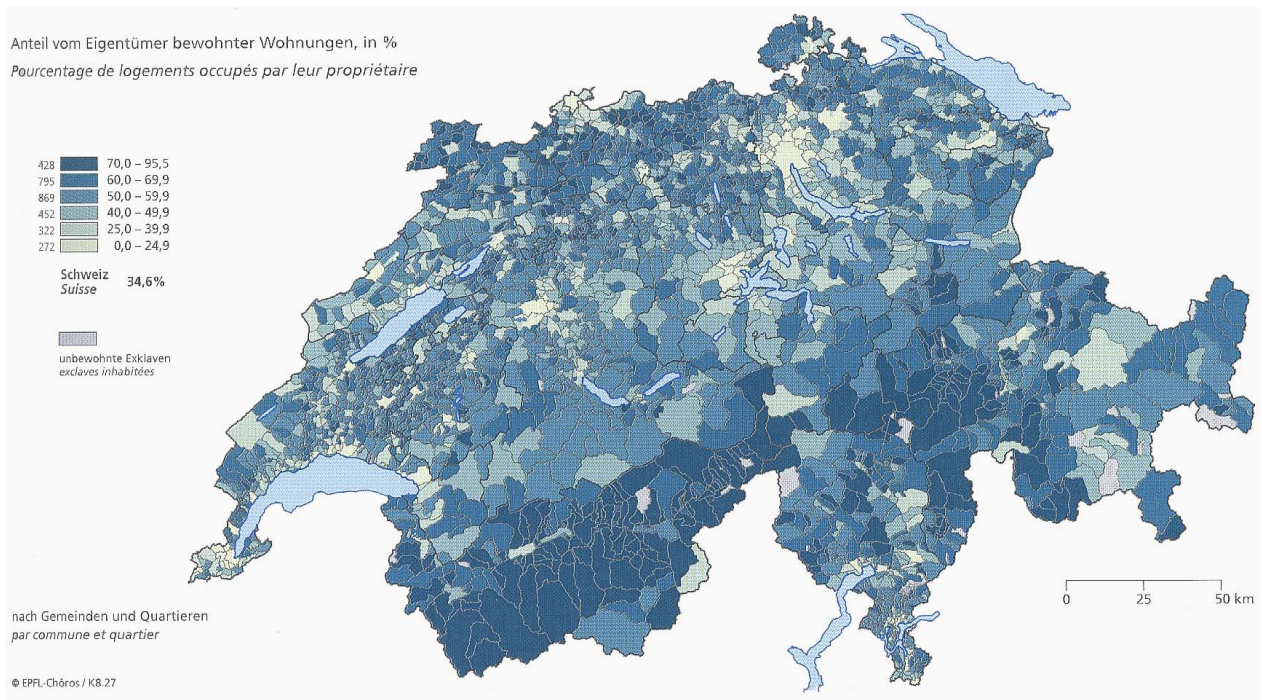 Anteil vom Eigentümer bewohnter Wohnungen, in %
Pourcentage de logements occupés par leur propriétaire
428 70,0 – 95,5
795 60,0 – 69,9
869 50,0 – 59,9
452 40,0 – 49,9
322 25,0 – 39,9
272 0,0 – 24,9
Schweiz
Suisse 34,6%
unbewohnte Exklaven
exclaves inhabitées
0 25 50 km
nach Gemeinden und Quartieren
par commune et quartier
© EPFL-Chôros / K8.27